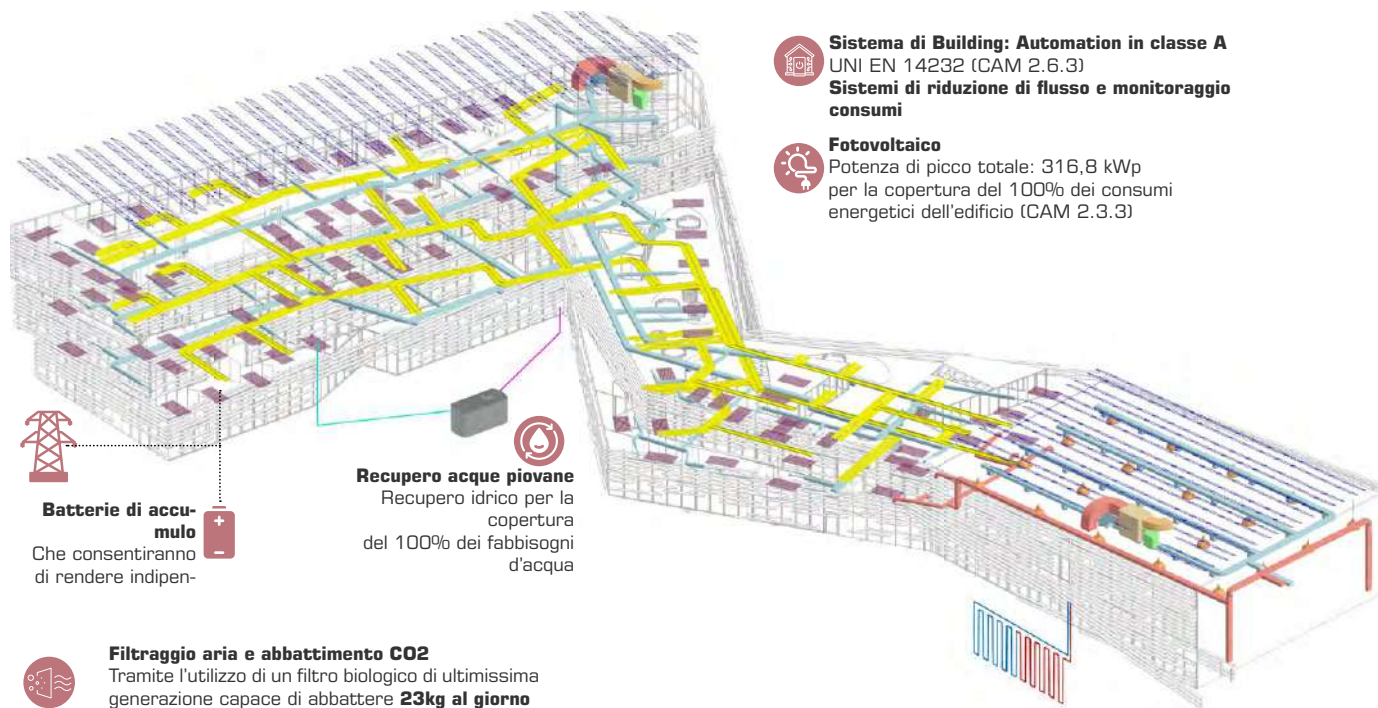 Sistema di Building: Automation in classe A
UNI EN 14232 (CAM 2.6.3)
Sistemi di riduzione di flusso e monitoraggio
consumi
Fotovoltaico
Potenza di picco totale: 316,8 kWp
per la copertura del 100% dei consumi
energetici dell'edificio (CAM 2.3.3)
Recupero acque piovane
Recupero idrico per la
copertura
del 100% dei fabbisogni
d'acqua
Batterie di accu-
mulo
Che consentiranno
di rendere indipen-
Filtraggio aria e abbattimento CO2
Tramite l'utilizzo di un filtro biologico di ultimissima
generazione capace di abbattere 23kg al giorno